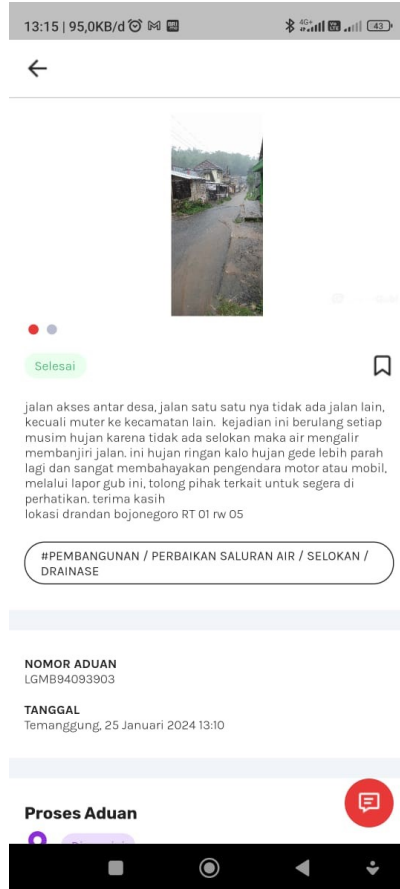 13:15 | 95,0KB/d
4G+
43
Selesai
jalan akses antar desa, jalan satu satu nya tidak ada jalan lain,
kecuali muter ke kecamatan lain. kejadian ini berulang setiap
musim hujan karena tidak ada selokan maka air mengalir
membanjiri jalan. ini hujan ringan kalo hujan gede lebih parah
lagi dan sangat membahayakan pengendara motor atau mobil,
melalui lapor gub ini, tolong pihak terkait untuk segera di
perhatikan. terima kasih
lokasi drandan bojonegoro RT 01 rw 05
#PEMBANGUNAN / PERBAIKAN SALURAN AIR / SELOKAN /
DRAINASE
NOMOR ADUAN
LGMB94093903
TANGGAL
Temanggung, 25 Januari 2024 13:10
Proses Aduan